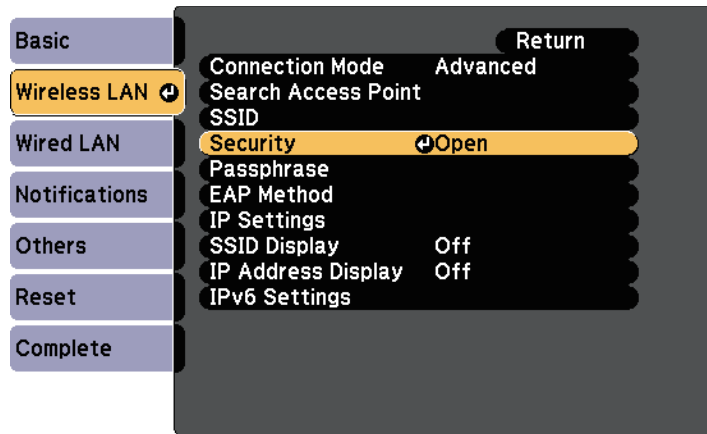 Basic
Wireless LAN
Wired LAN
Notifications
Others
Reset
Complete
Return
Connection Mode Advanced
Search Access Point
SSID
Security Open
Passphrase
EAP Method
IP Settings
SSID Display Off
IP Address Display Off
IPv6 Settings